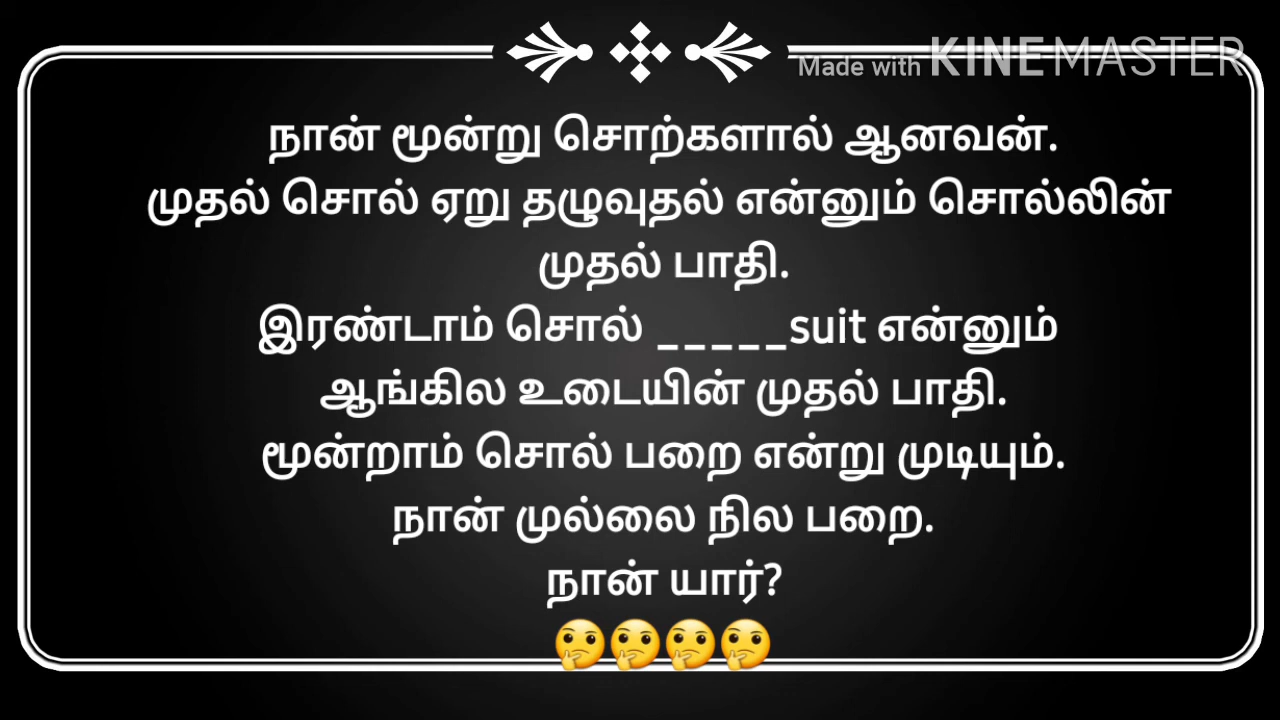 Made with KINEMASTER
நான் மூன்று சொற்களால் ஆனவன்.
முதல் சொல் ஏறு தழுவுதல் என்னும் சொல்லின்
முதல் பாதி.
இரண்டாம் சொல் _____suit என்னும்
ஆங்கில உடையின் முதல் பாதி.
மூன்றாம் சொல் பறை என்று முடியும்.
நான் முல்லை நில பறை.
நான் யார்?
🤔🤔🤔🤔